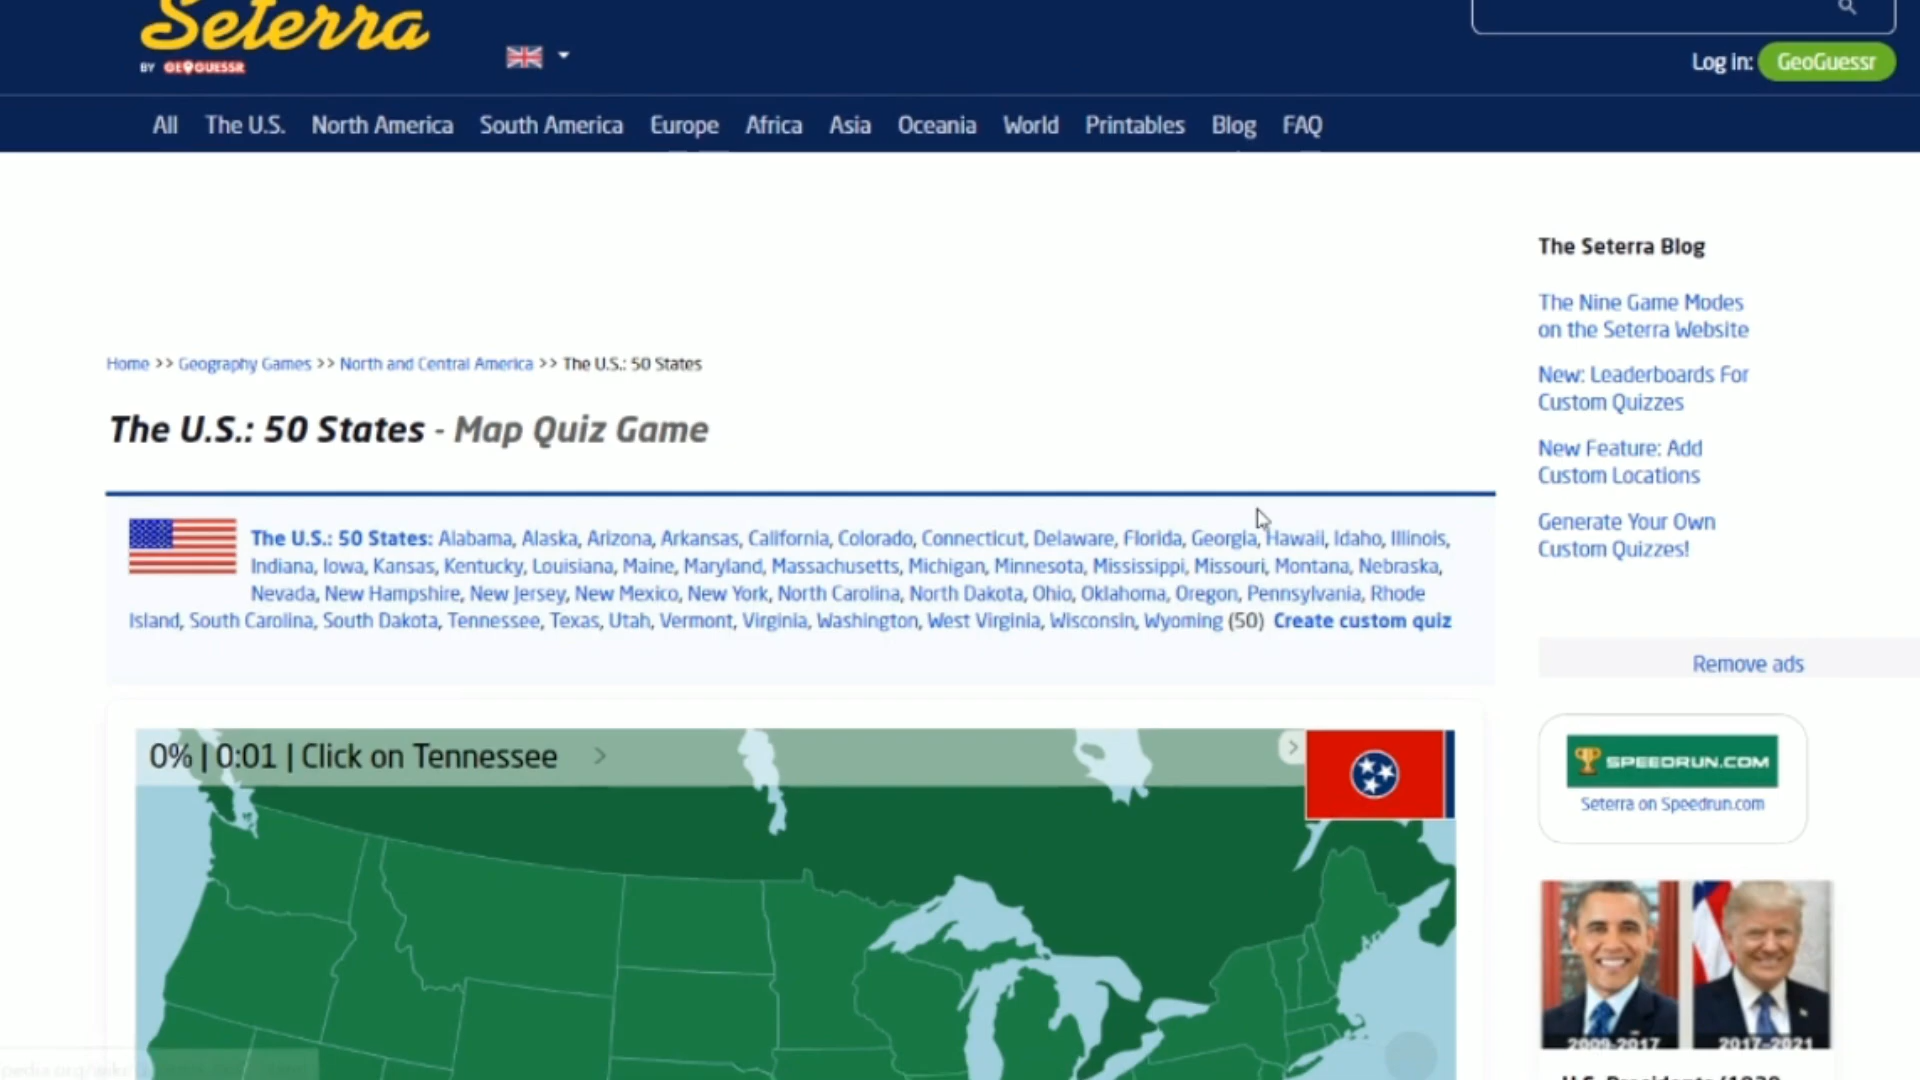 Seterra
BY GEOGUESSR
Log in: GeoGuessr
All The U.S. North America South America Europe Africa Asia Oceania World Printables Blog FAQ
The Seterra Blog
The Nine Game Modes
on the Seterra Website
New: Leaderboards For
Custom Quizzes
New Feature: Add
Custom Locations
Generate Your Own
Custom Quizzes!
Home >> Geography Games >> North and Central America >> The U.S.: 50 States
The U.S.: 50 States - Map Quiz Game
The U.S.: 50 States: Alabama, Alaska, Arizona, Arkansas, California, Colorado, Connecticut, Delaware, Florida, Georgia, Hawaii, Idaho, Illinois,
Indiana, Iowa, Kansas, Kentucky, Louisiana, Maine, Maryland, Massachusetts, Michigan, Minnesota, Mississippi, Missouri, Montana, Nebraska,
Nevada, New Hampshire, New Jersey, New Mexico, New York, North Carolina, North Dakota, Ohio, Oklahoma, Oregon, Pennsylvania, Rhode
Island, South Carolina, South Dakota, Tennessee, Texas, Utah, Vermont, Virginia, Washington, West Virginia, Wisconsin, Wyoming (50) Create custom quiz
Remove ads
0% | 0:01 | Click on Tennessee
SPEEDRUN.COM
Seterra on Speedrun.com
2009-2017 2017-2021